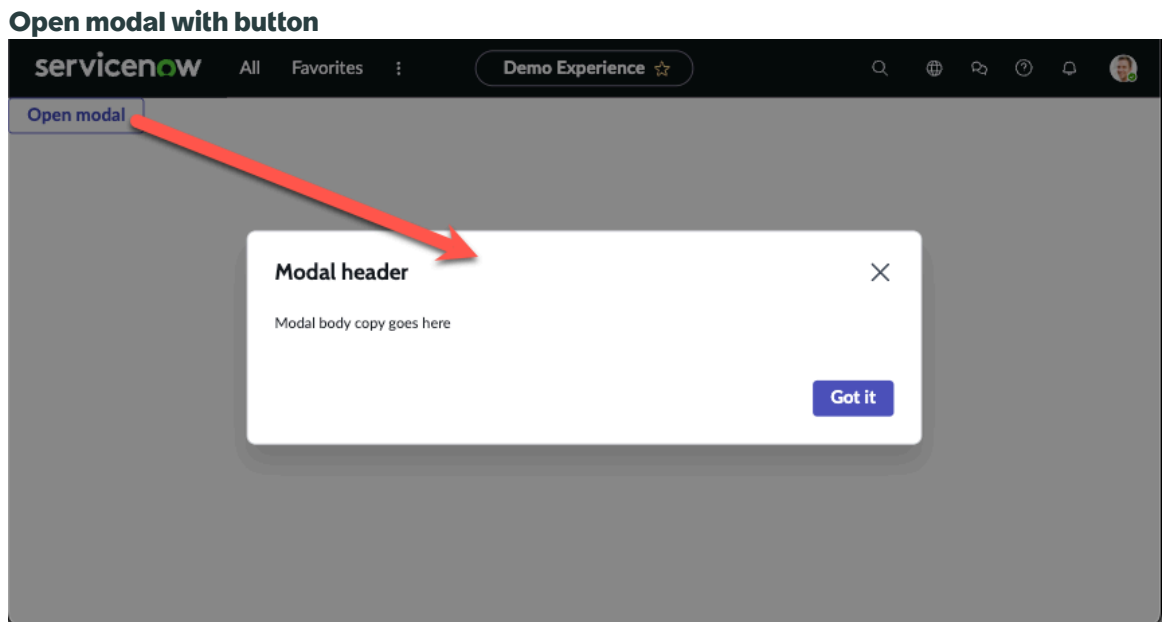 Open modal with button
servicenow All Favorites Demo Experience
Open modal
Modal header
Modal body copy goes here
Got it